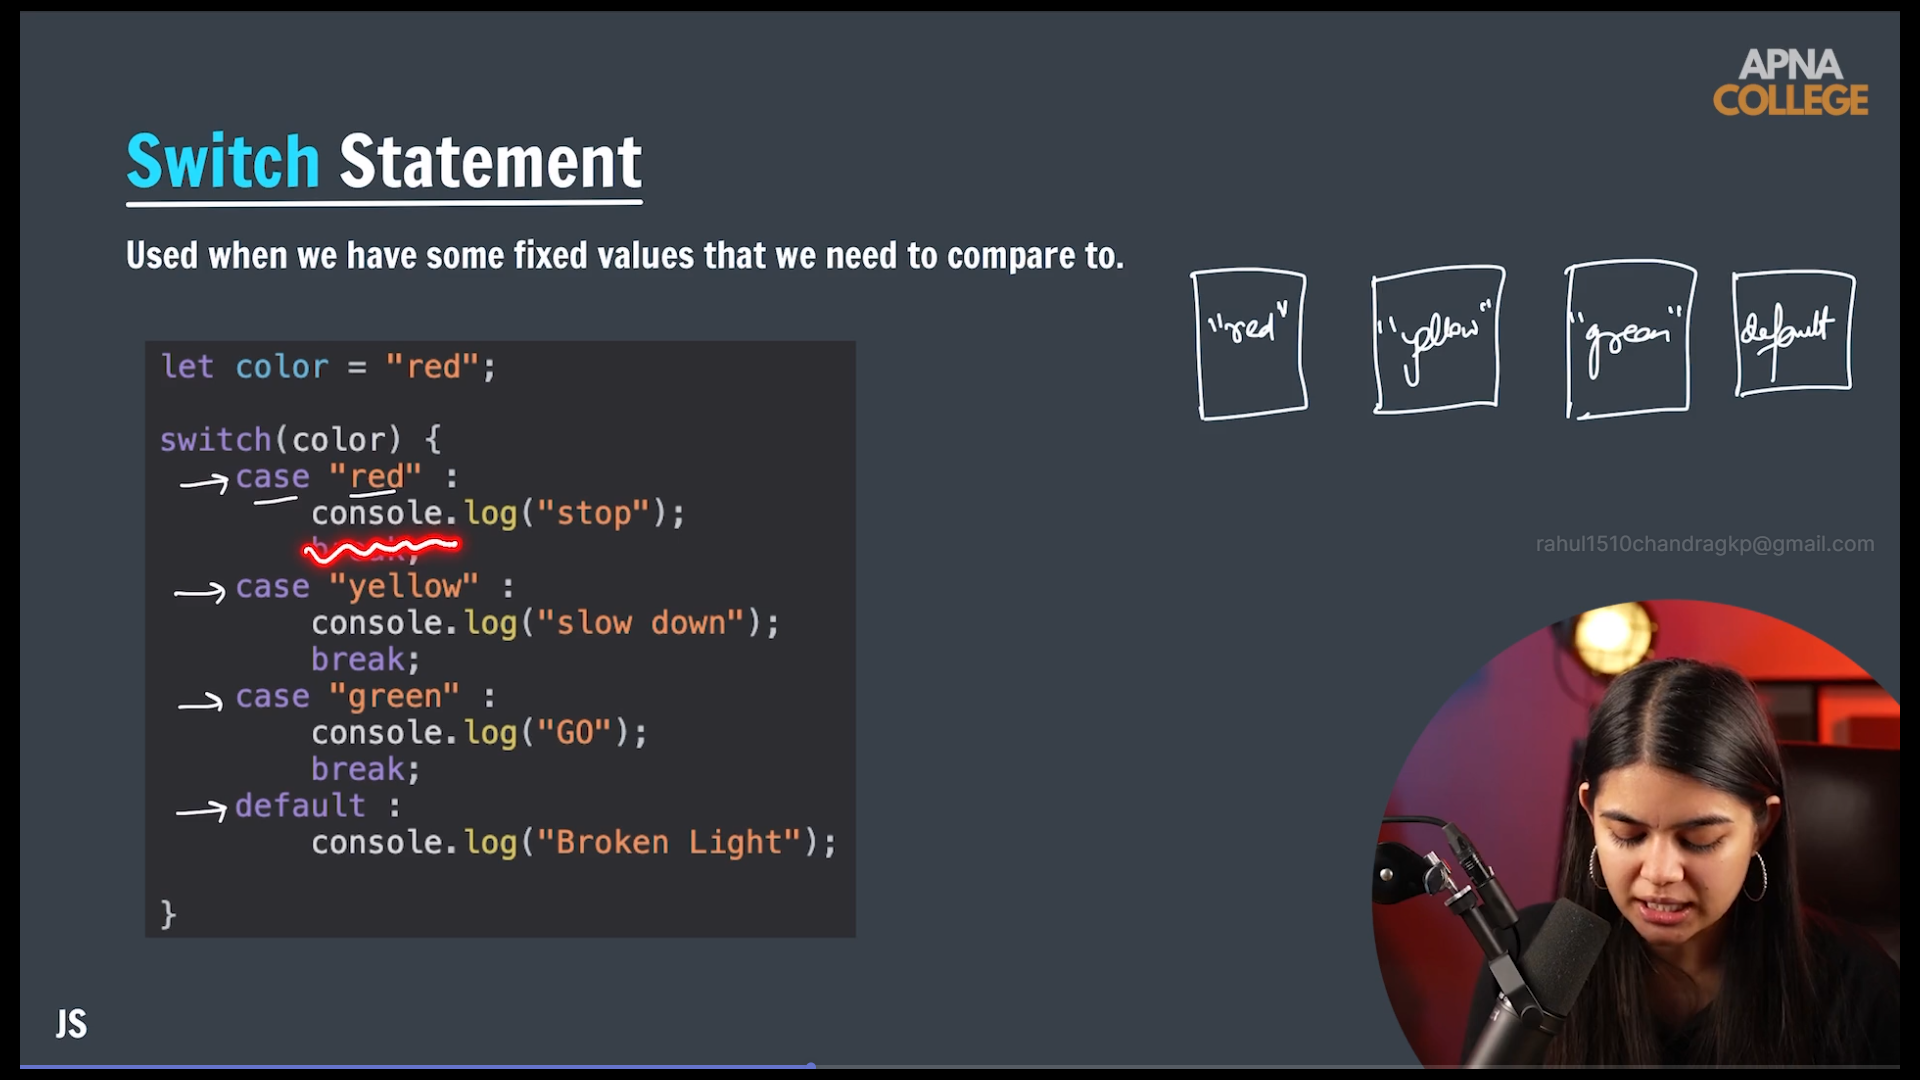 APNA
COLLEGE
Switch Statement
Used when we have some fixed values that we need to compare to.
"red"
"yellow"
"green"
default
let color = "red";
switch(color) {
case "red" :
console.log("stop");
break;
case "yellow" :
console.log("slow down");
break;
case "green" :
console.log("GO");
break;
default :
console.log("Broken Light");
}
rahul1510chandragkp@gmail.com
JS